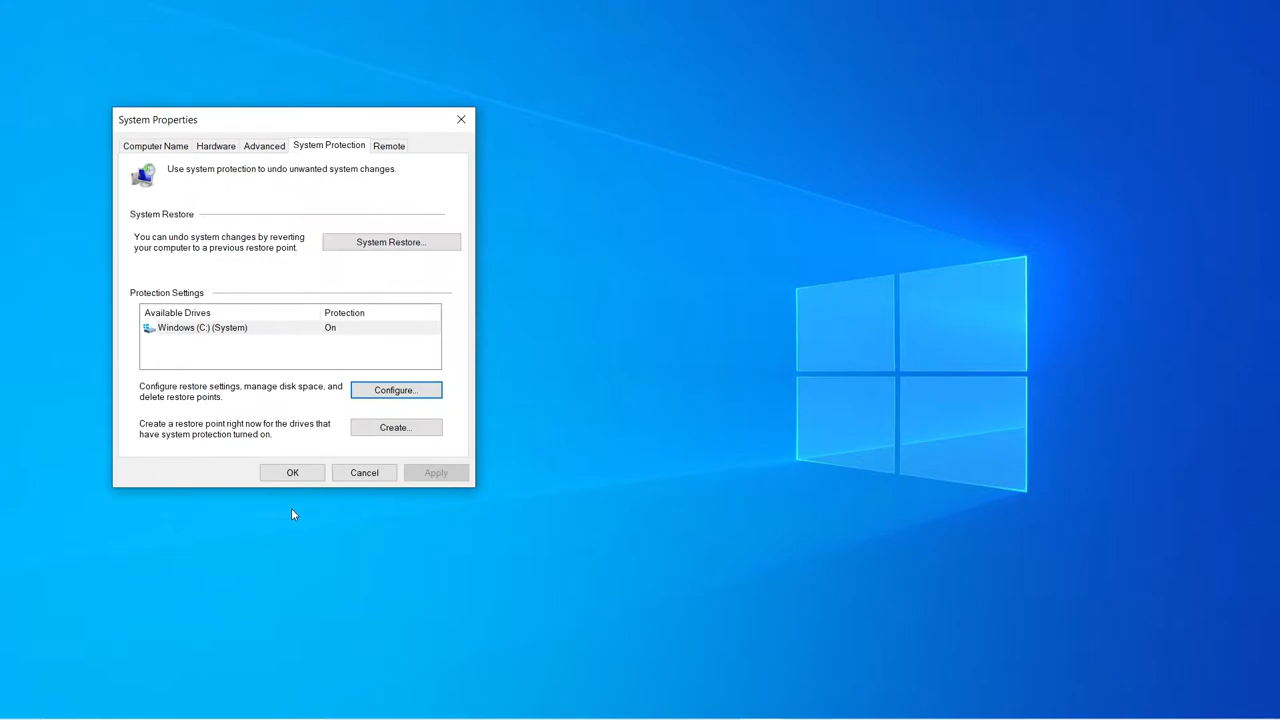 System Properties
Computer Name Hardware Advanced System Protection Remote
Use system protection to undo unwanted system changes.
System Restore
You can undo system changes by reverting
your computer to a previous restore point.
System Restore...
Protection Settings
Available Drives Protection
Windows (C:) (System) On
Configure restore settings, manage disk space, and
delete restore points.
Configure...
Create a restore point right now for the drives that
have system protection turned on.
Create...
OK Cancel Apply